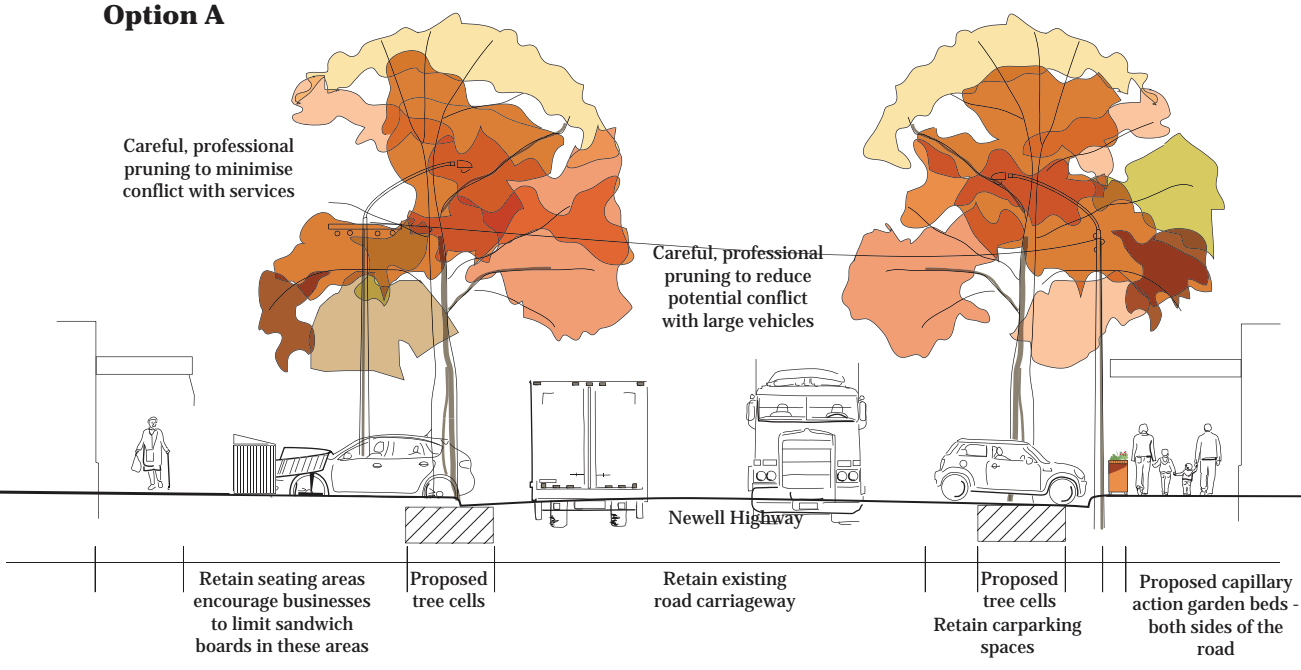 Option A
Careful, professional
pruning to minimise
conflict with services
Careful, professional
pruning to reduce
potential conflict
with large vehicles
Newell Highway
Retain seating areas
encourage businesses
to limit sandwich
boards in these areas
Proposed
tree cells
Retain existing
road carriageway
Proposed
tree cells
Retain carparking
spaces
Proposed capillary
action garden beds -
both sides of the
road